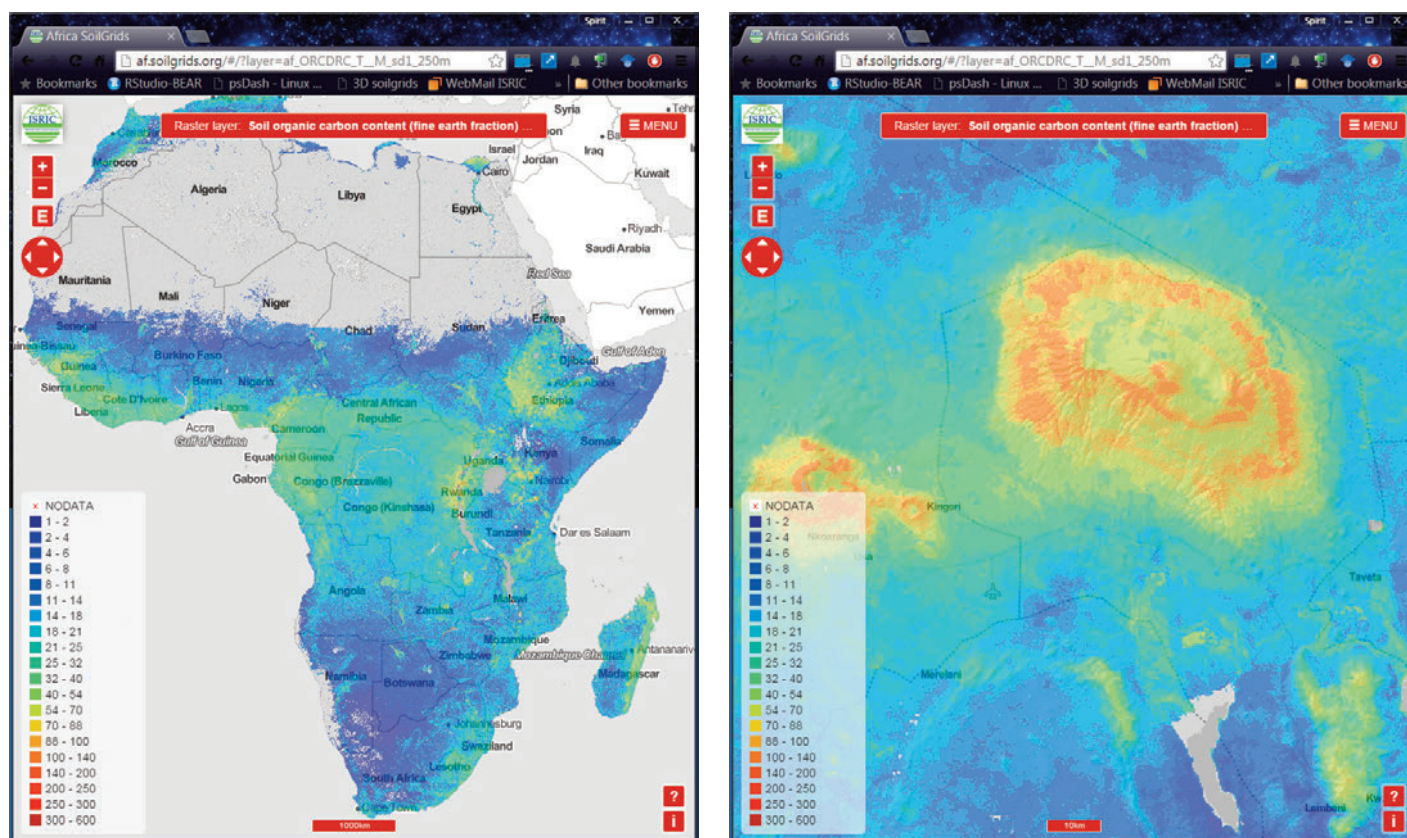 Spirit
Africa SoilGrids
af.soilgrids.org/#/?layer=af_ORCDRC_T__M_sd1_250m
Bookmarks RStudio-BEAR psDash - Linux ... 3D soilgrids WebMail ISRIC » Other bookmarks
ISRIC
Raster layer: Soil organic carbon content (fine earth fraction) ...
MENU
+
−
E
Syria
Iraq
Israel
Jordan
Cairo
Kuwait
Morocco
Algeria
Libya
Egypt
Riyadh
Saudi Arabia
Red Sea
Mauritania
Mali
Niger
Chad
Sudan
Eritrea
Yemen
Senegal
Burkino Faso
Djibouti
Gulf of Aden
Guinea
Benin
Nigeria
Addis Ababa
Sierra Leone
Cote D'Ivoire
Lagos
Central African
Republic
Ethiopia
Liberia
Accra
Gulf of Guinea
Cameroon
Somalia
Equatorial Guinea
Uganda
Kenya
Gabon
Congo (Brazzaville)
Rwanda
Nairobi
Congo (Kinshasa)
Burundi
Tanzania
Dar es Salaam
Angola
Zambia
Malawi
Mozambique
Zimbabwe
Mozambique Channel
Antananarivo
Namibia
Botswana
Madagascar
Johannesburg
Swaziland
Lesotho
South Africa
Cape Town
NODATA
1 - 2
2 - 4
4 - 6
6 - 8
8 - 11
11 - 14
14 - 18
18 - 21
21 - 25
25 - 32
32 - 40
40 - 54
54 - 70
70 - 88
88 - 100
100 - 140
140 - 200
200 - 250
250 - 300
300 - 600
1000km
?
i
Spirit
Africa SoilGrids
af.soilgrids.org/#/?layer=af_ORCDRC_T__M_sd1_250m
Bookmarks RStudio-BEAR psDash - Linux ... 3D soilgrids WebMail ISRIC » Other bookmarks
ISRIC
Raster layer: Soil organic carbon content (fine earth fraction) ...
MENU
+
−
E
Kingori
Usa
Taveta
Merelani
Lembeni
NODATA
1 - 2
2 - 4
4 - 6
6 - 8
8 - 11
11 - 14
14 - 18
18 - 21
21 - 25
25 - 32
32 - 40
40 - 54
54 - 70
70 - 88
88 - 100
100 - 140
140 - 200
200 - 250
250 - 300
300 - 600
10km
?
i